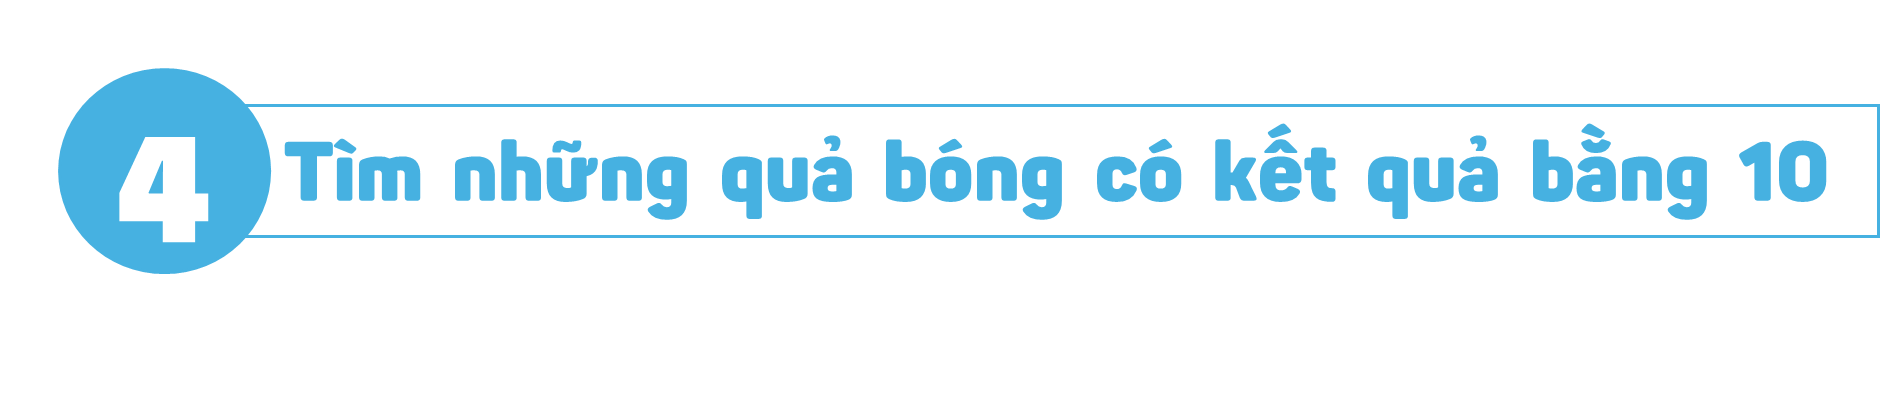 4 Tìm những quả bóng có kết quả bằng 10